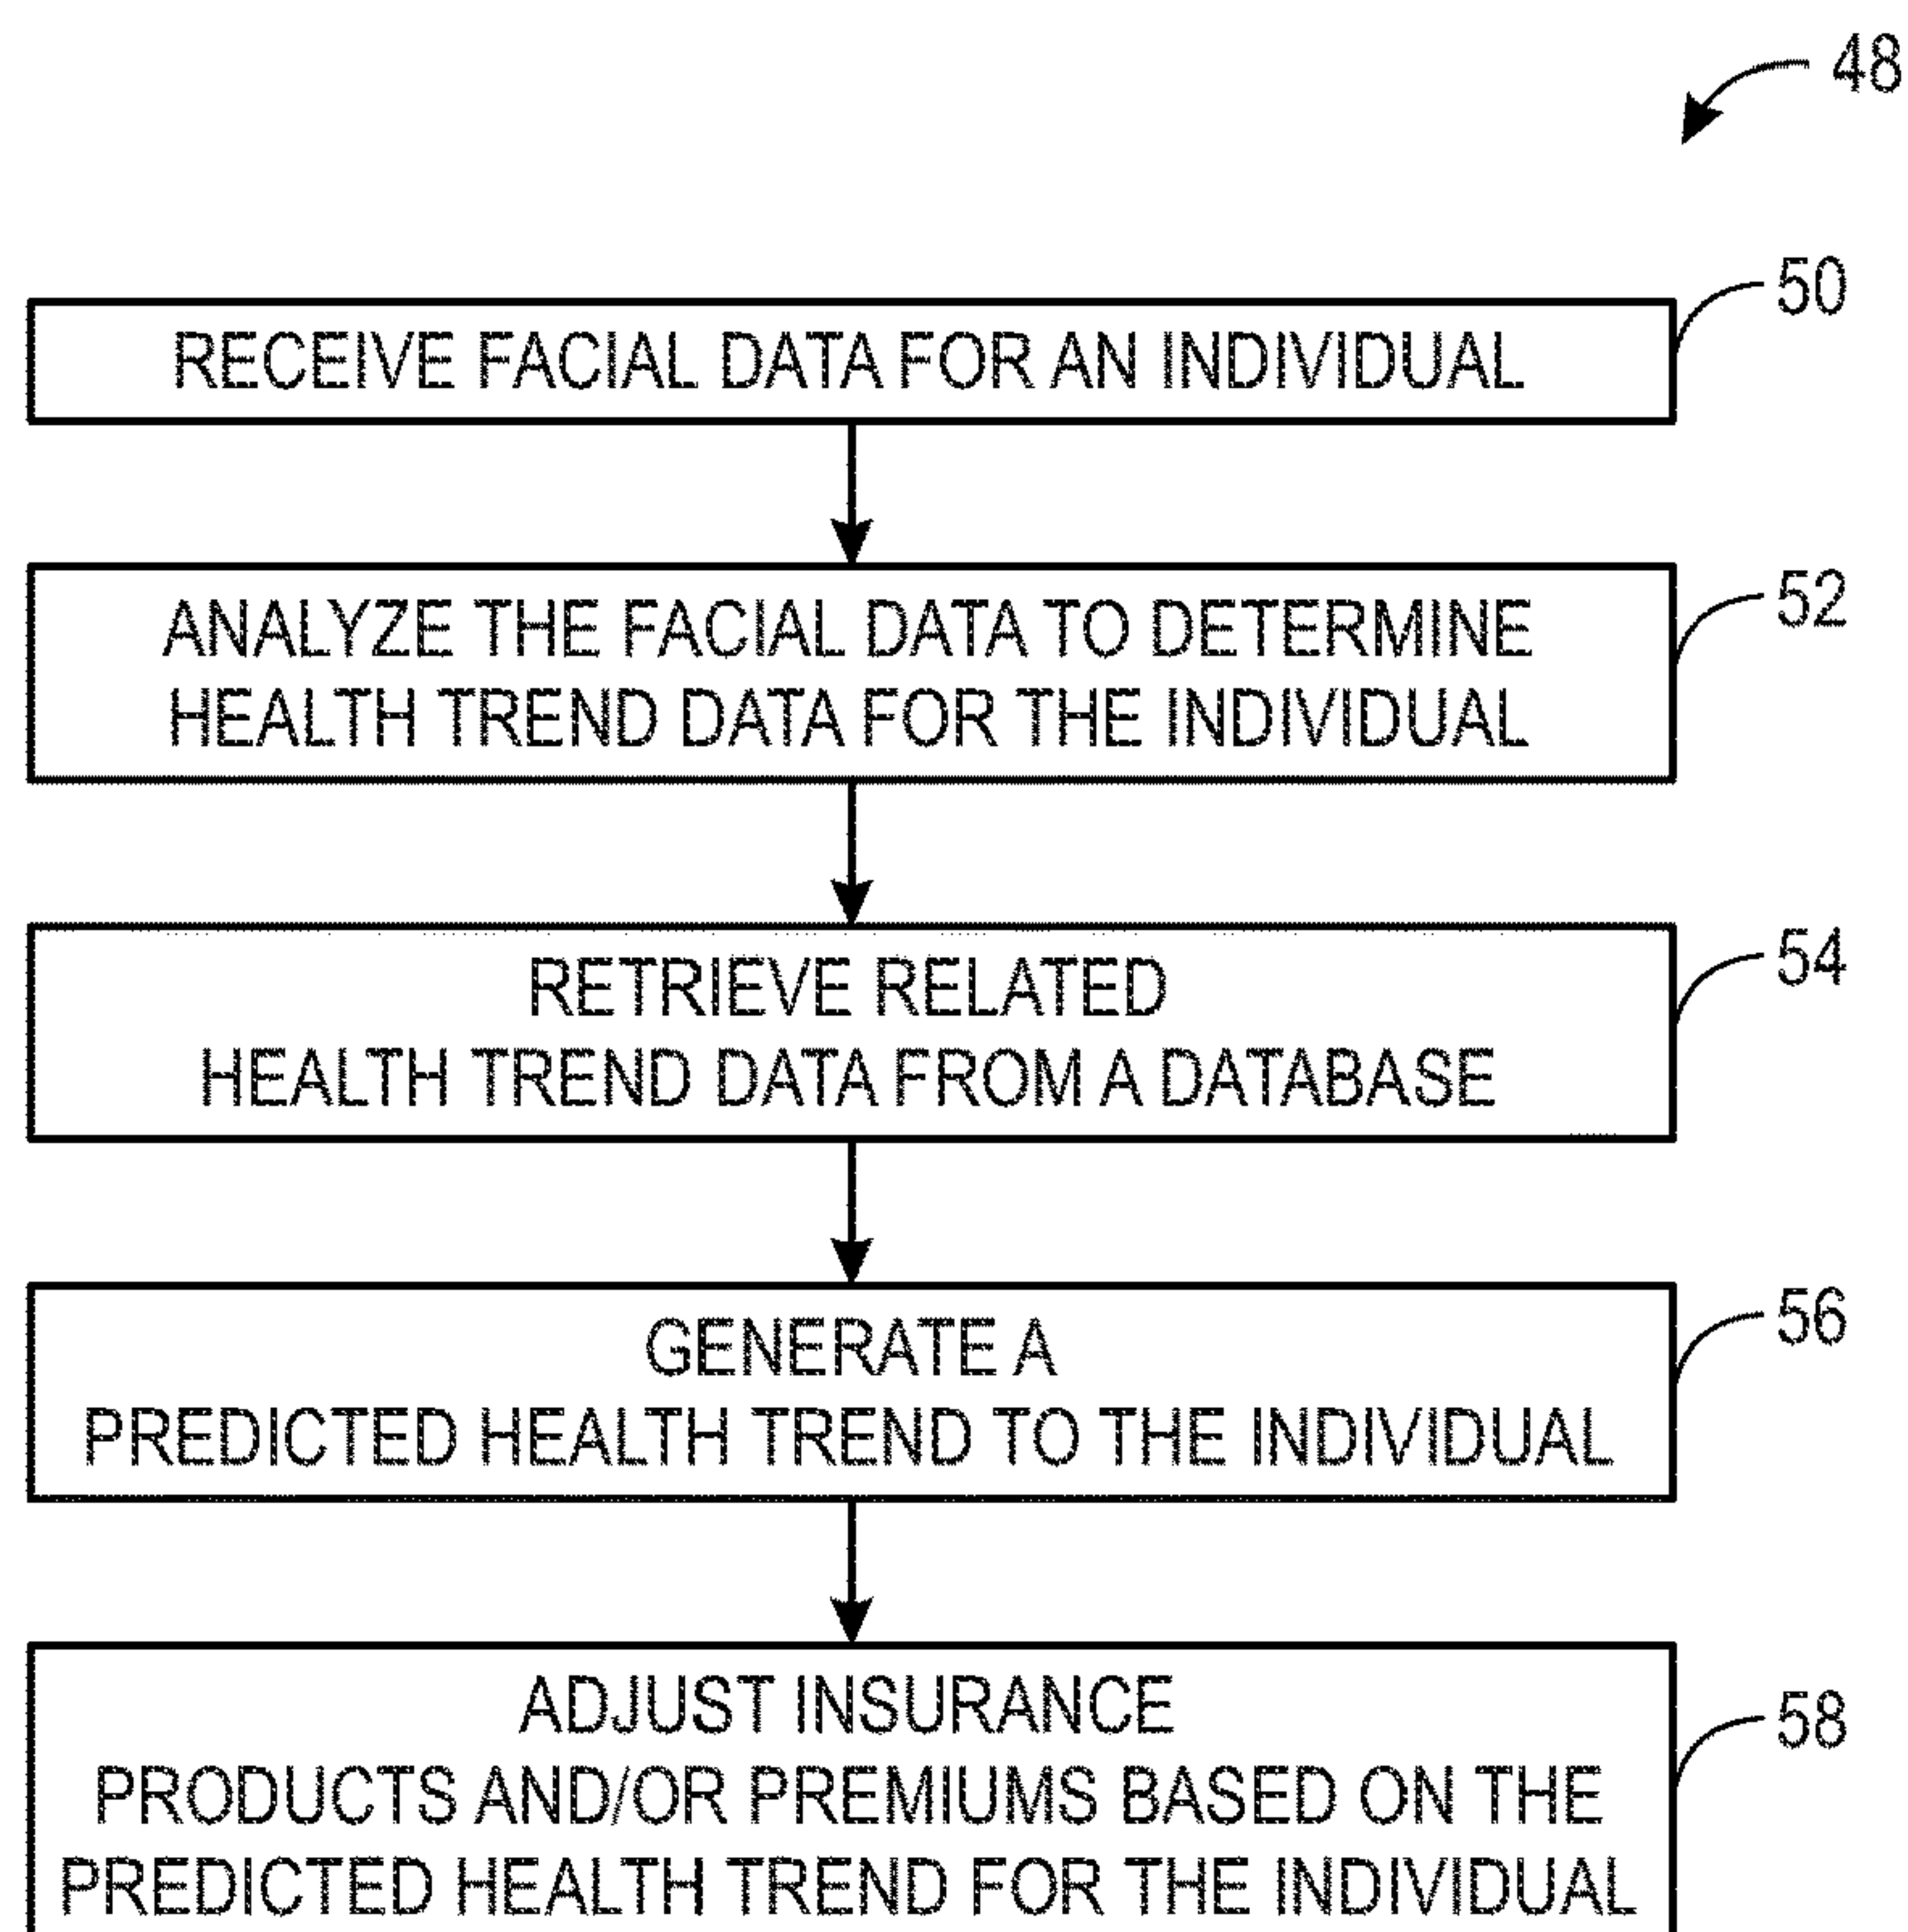 48
50
RECEIVE FACIAL DATA FOR AN INDIVIDUAL
52
ANALYZE THE FACIAL DATA TO DETERMINE
HEALTH TREND DATA FOR THE INDIVIDUAL
54
RETRIEVE RELATED
HEALTH TREND DATA FROM A DATABASE
56
GENERATE A
PREDICTED HEALTH TREND TO THE INDIVIDUAL
58
ADJUST INSURANCE
PRODUCTS AND/OR PREMIUMS BASED ON THE
PREDICTED HEALTH TREND FOR THE INDIVIDUAL